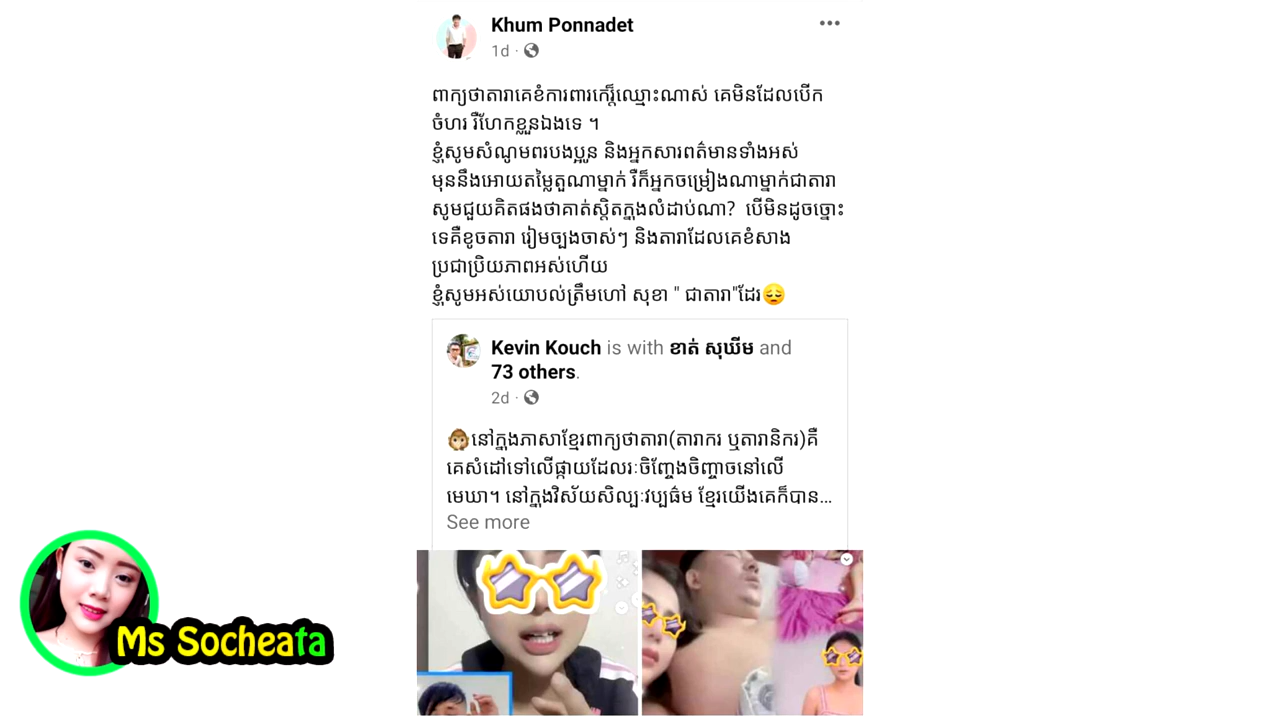 Khum Ponnadet
1d
ពាក្យថាតារាគេខំការពារកេរ្តិ៍ឈ្មោះណាស់ គេមិនដែលបើក
ចំហរ រឺហែកខ្លួនឯងទេ ។
ខ្ញុំសូមសំណូមពរបងប្អូន និងអ្នកសារពត៌មានទាំងអស់
មុននឹងអោយតម្លៃតួណាម្នាក់ រឺក៏អ្នកចម្រៀងណាម្នាក់ជាតារា
សូមជួយគិតផងថាគាត់ស្ថិតក្នុងលំដាប់ណា? បើមិនដូចច្នោះ
ទេគឺខូចតារា រៀមច្បងចាស់ៗ និងតារាដែលគេខំសាង
ប្រជាប្រិយភាពអស់ហើយ
ខ្ញុំសូមអស់យោបល់ត្រឹមហៅ សុខា " ជាតារា"ដែរ😔
Kevin Kouch is with ខាត់ សុឃីម and
73 others.
2d
🐵នៅក្នុងភាសាខ្មែរពាក្យថាតារា(តារាករ ឬតារានិករ)គឺ
គេសំដៅទៅលើផ្កាយដែលរះចិញ្ចែងចិញ្ចាចនៅលើ
មេឃា។ នៅក្នុងវិស័យសិល្បៈវប្បធ៌ម ខ្មែរយើងគេក៏បាន...
See more
Ms Socheata